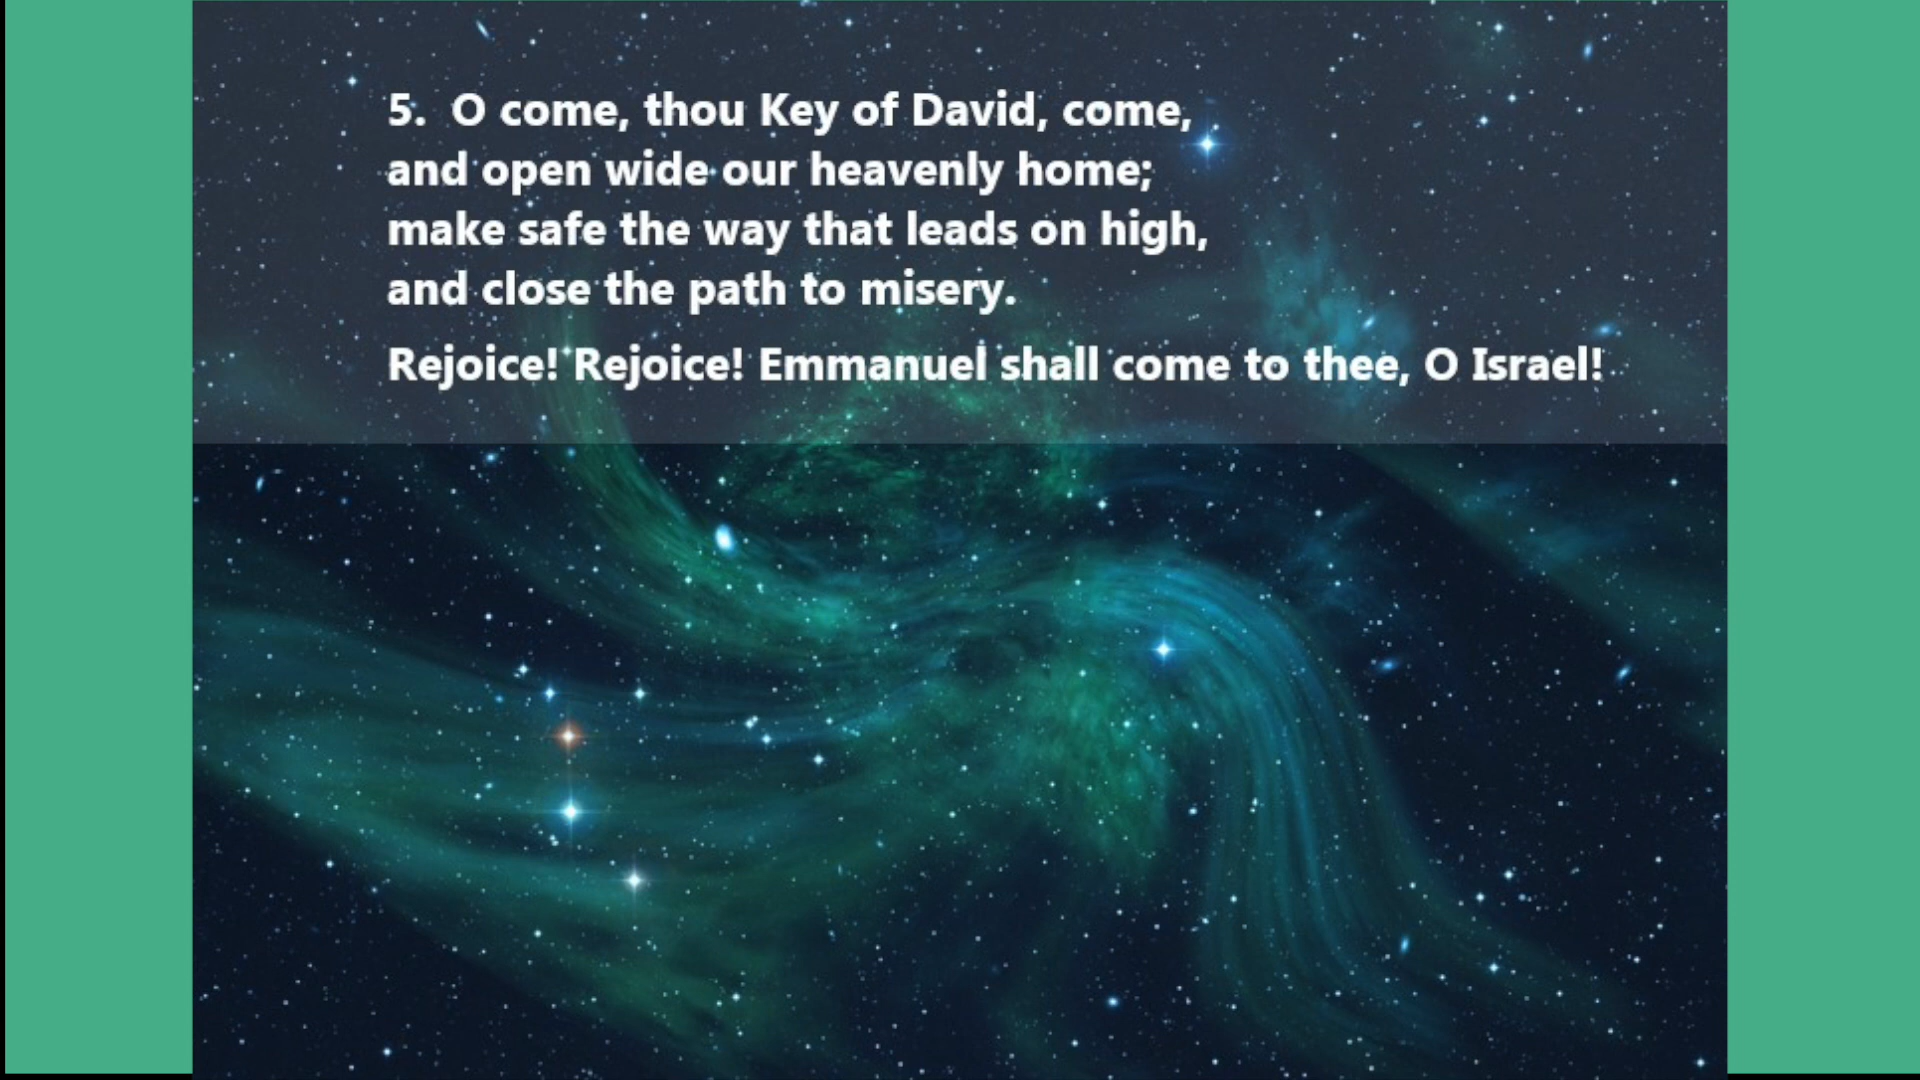 5. O come, thou Key of David, come,
and open wide our heavenly home;
make safe the way that leads on high,
and close the path to misery.
Rejoice! Rejoice! Emmanuel shall come to thee, O Israel!